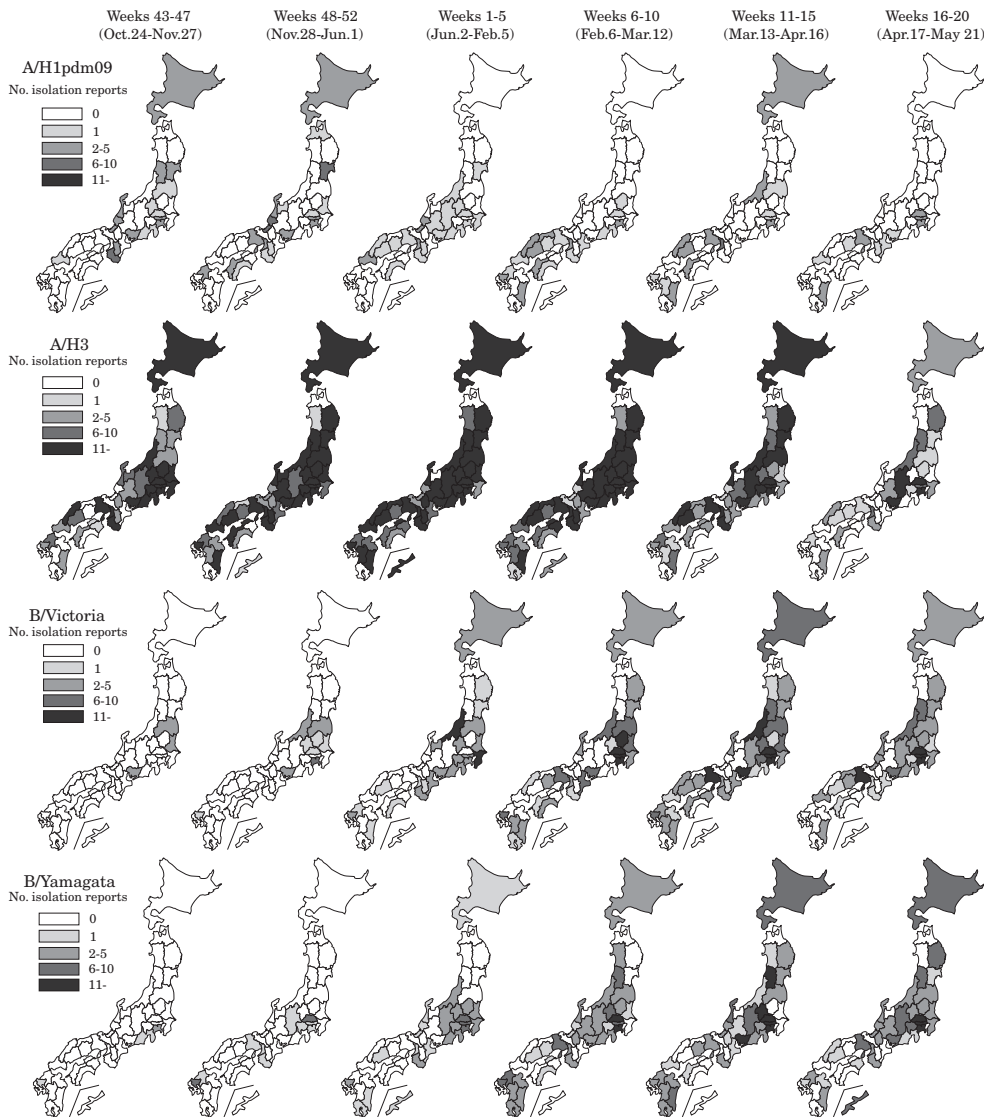 Weeks 43-47 Weeks 48-52 Weeks 1-5 Weeks 6-10 Weeks 11-15 Weeks 16-20
(Oct.24-Nov.27) (Nov.28-Jun.1) (Jun.2-Feb.5) (Feb.6-Mar.12) (Mar.13-Apr.16) (Apr.17-May 21)
A/H1pdm09
No. isolation reports
0
1
2-5
6-10
11-
A/H3
No. isolation reports
0
1
2-5
6-10
11-
B/Victoria
No. isolation reports
0
1
2-5
6-10
11-
B/Yamagata
No. isolation reports
0
1
2-5
6-10
11-